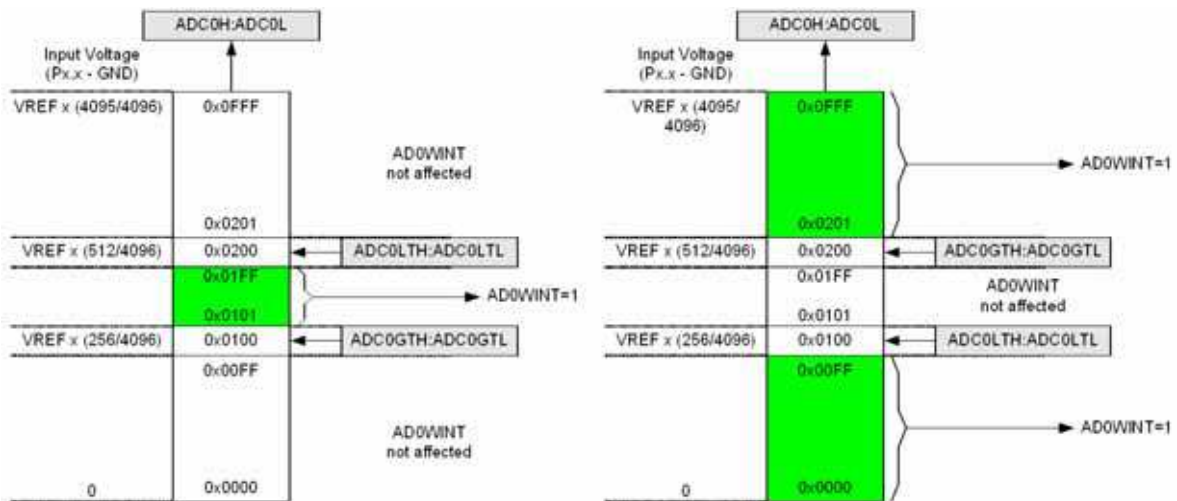 ADC0H:ADC0L
Input Voltage
(Px.x - GND)
VREF x (4095/4096)
0x0FFF
AD0WINT
not affected
0x0201
VREF x (512/4096)
0x0200
ADC0LTH:ADC0LTL
0x01FF
AD0WINT=1
0x0101
VREF x (256/4096)
0x0100
ADC0GTH:ADC0GTL
0x00FF
AD0WINT
not affected
0
0x0000
ADC0H:ADC0L
Input Voltage
(Px.x - GND)
VREF x (4095/
4096)
0x0FFF
AD0WINT=1
0x0201
VREF x (512/4096)
0x0200
ADC0GTH:ADC0GTL
0x01FF
AD0WINT
not affected
0x0101
VREF x (256/4096)
0x0100
ADC0LTH:ADC0LTL
0x00FF
AD0WINT=1
0
0x0000